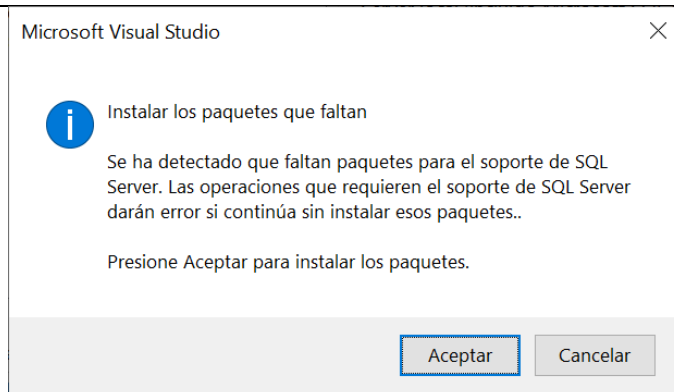 Microsoft Visual Studio
Instalar los paquetes que faltan
Se ha detectado que faltan paquetes para el soporte de SQL
Server. Las operaciones que requieren el soporte de SQL Server
darán error si continúa sin instalar esos paquetes..
Presione Aceptar para instalar los paquetes.
Aceptar
Cancelar